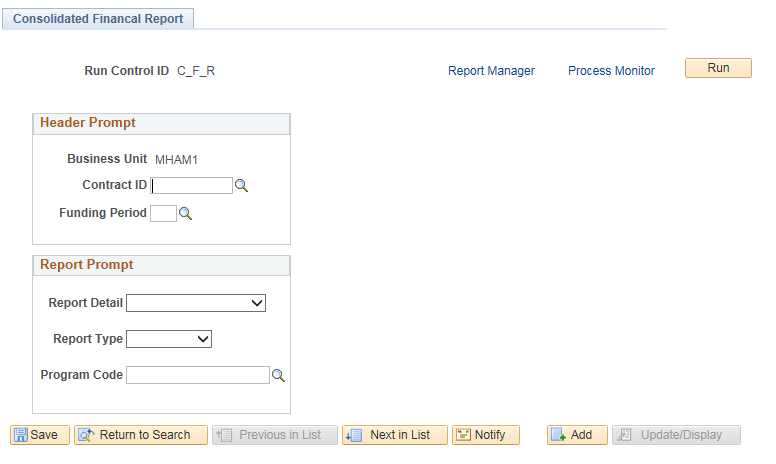 Consolidated Financal Report
Run Control ID C_F_R Report Manager Process Monitor Run
Header Prompt
Business Unit MHAM1
Contract ID
Funding Period
Report Prompt
Report Detail
Report Type
Program Code
Save Return to Search Previous in List Next in List Notify Add Update/Display